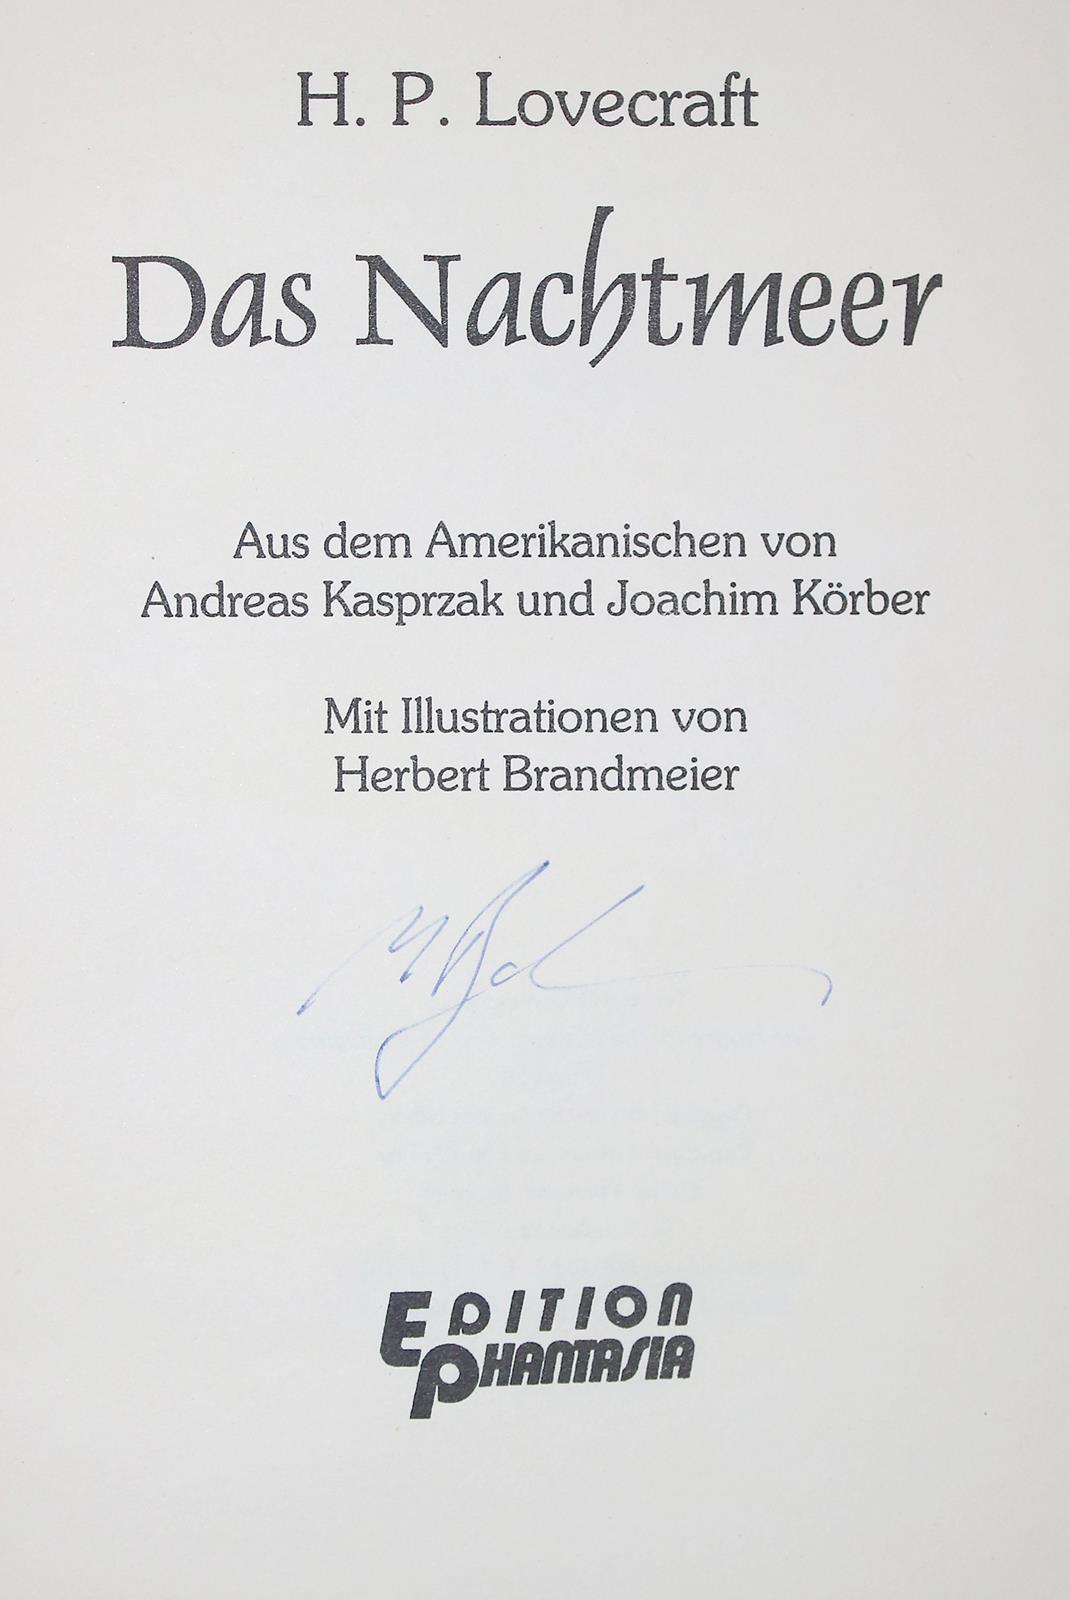 H. P. Lovecraft
Das Nachtmeer
Aus dem Amerikanischen von
Andreas Kasprzak und Joachim Körber
Mit Illustrationen von
Herbert Brandmeier
EDITION
PHANTASIA